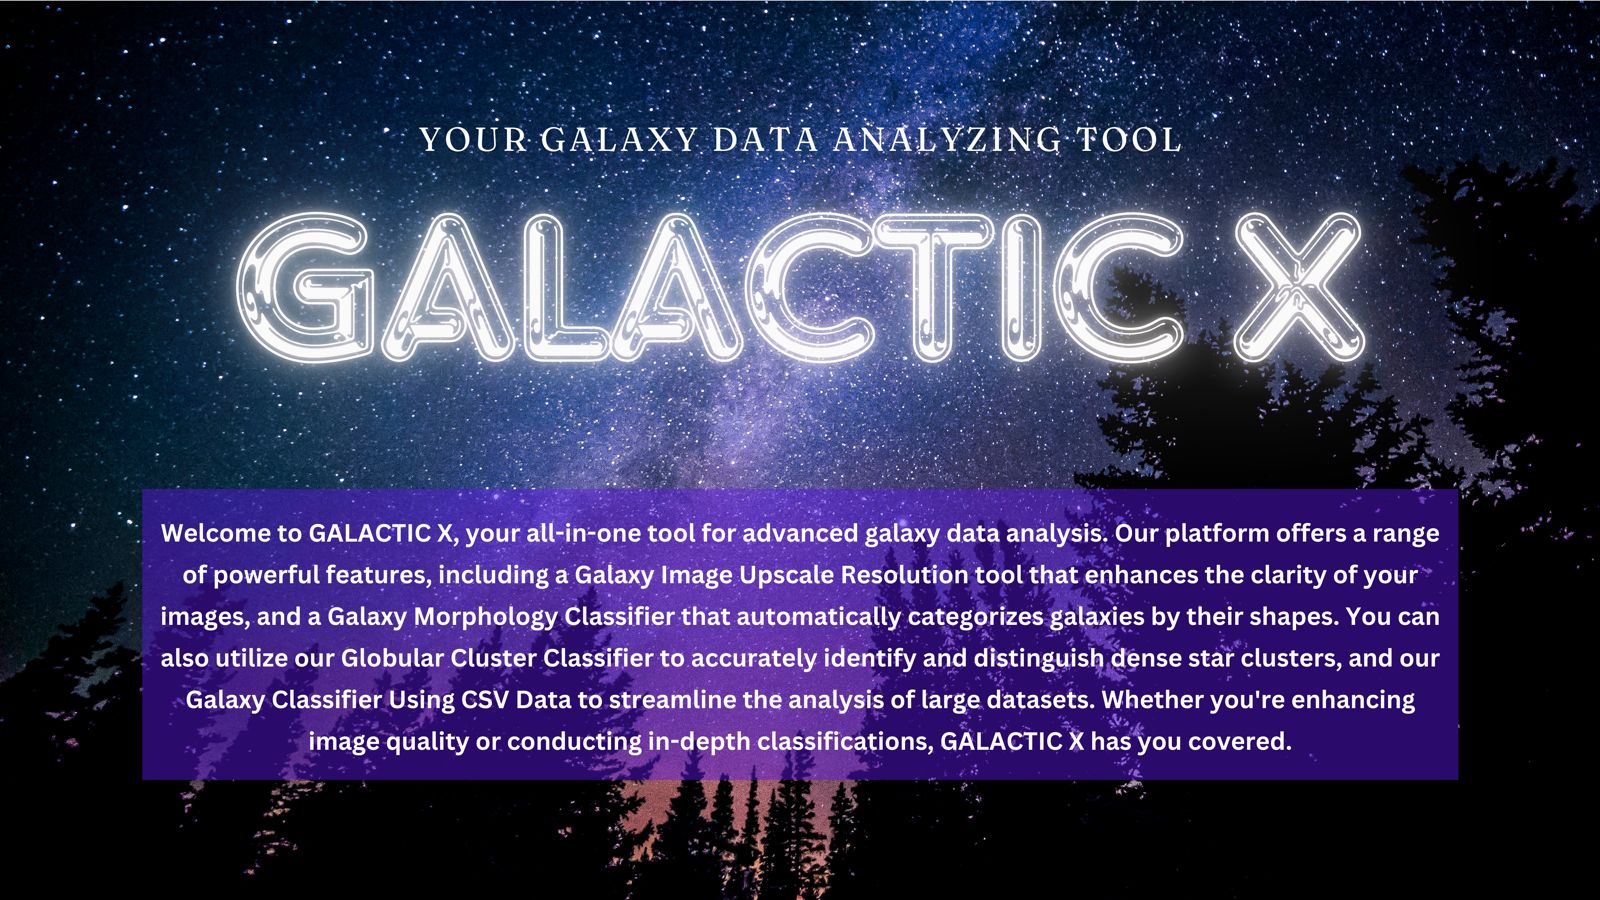 YOUR GALAXY DATA ANALYZING TOOL
GALACTIC X
Welcome to GALACTIC X, your all-in-one tool for advanced galaxy data analysis. Our platform offers a range
of powerful features, including a Galaxy Image Upscale Resolution tool that enhances the clarity of your
images, and a Galaxy Morphology Classifier that automatically categorizes galaxies by their shapes. You can
also utilize our Globular Cluster Classifier to accurately identify and distinguish dense star clusters, and our
Galaxy Classifier Using CSV Data to streamline the analysis of large datasets. Whether you're enhancing
image quality or conducting in-depth classifications, GALACTIC X has you covered.